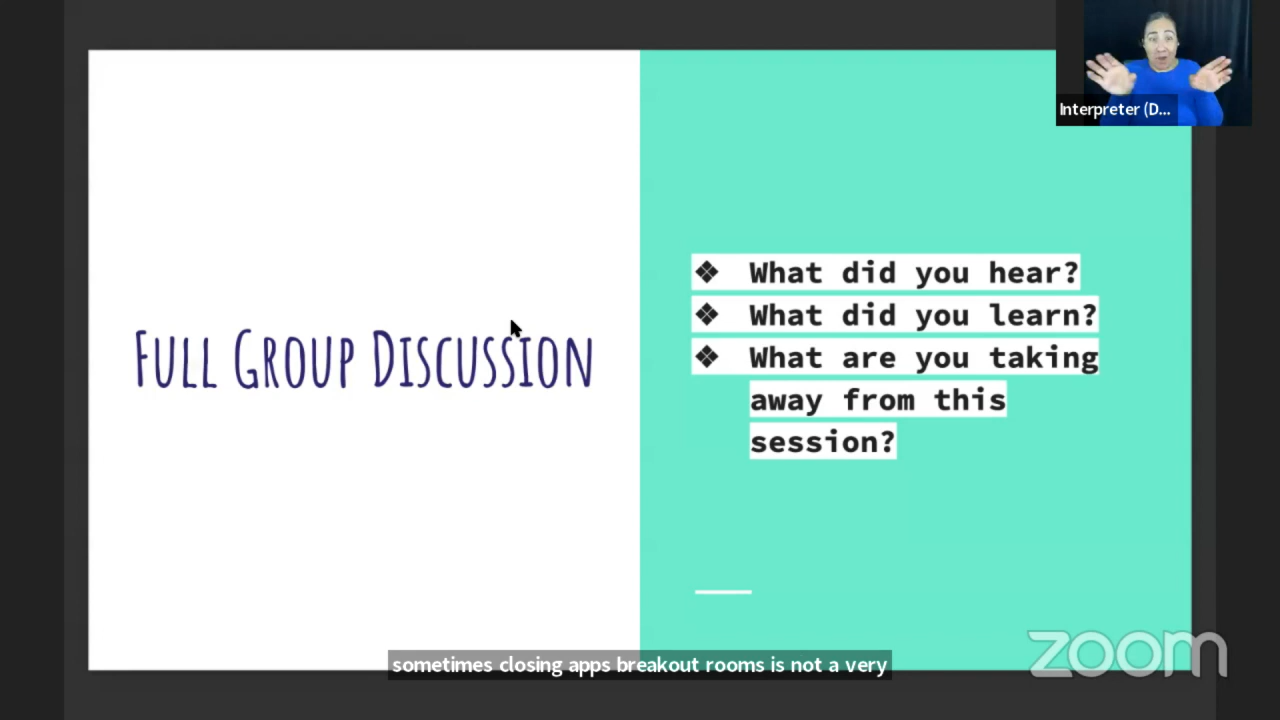 Interpreter (D...
Full Group Discussion
❖ What did you hear?
❖ What did you learn?
❖ What are you taking
away from this
session?
sometimes closing apps breakout rooms is not a very
zoom